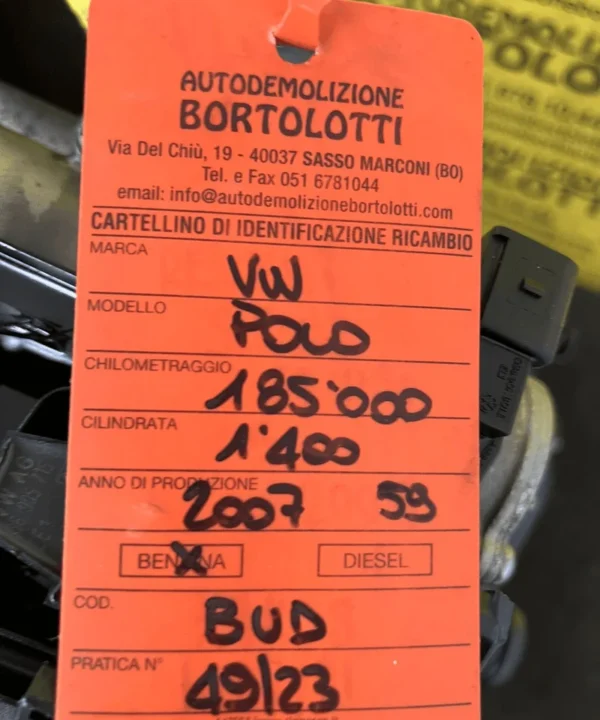 AUTODEMOLIZIONE
BORTOLOTTI
Via Del Chiù, 19 - 40037 SASSO MARCONI (BO)
Tel. e Fax 051 6781044
email: info@autodemolizionebortolotti.com
CARTELLINO DI IDENTIFICAZIONE RICAMBIO
MARCA
VW
MODELLO
POLO
CHILOMETRAGGIO
185'000
CILINDRATA
1'400
ANNO DI PRODUZIONE
2007 59
BENZINA X DIESEL
COD.
BUD
PRATICA N°
49/23